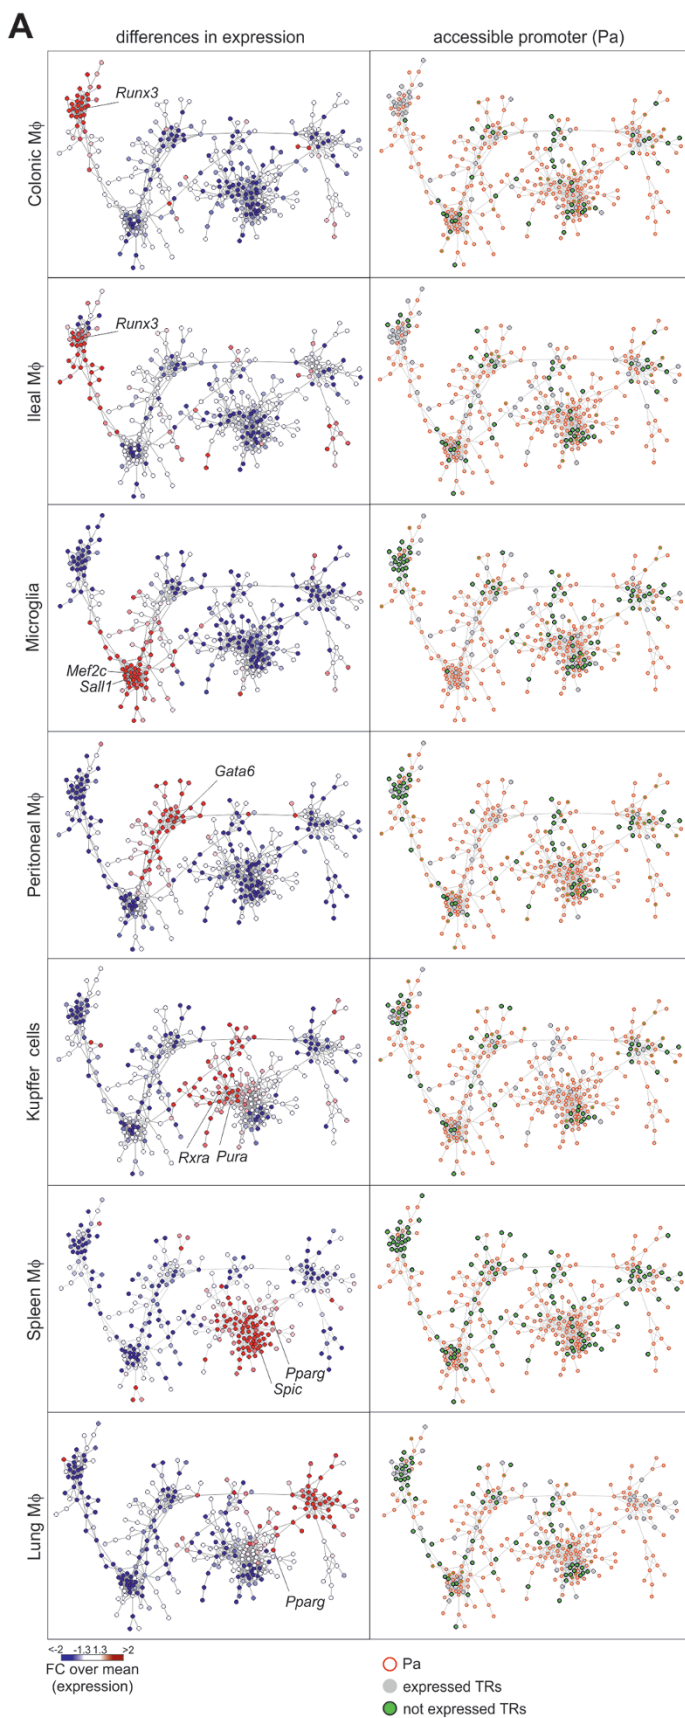 A
differences in expression
accessible promoter (Pa)
Colonic Mϕ
Runx3
Ileal Mϕ
Runx3
Microglia
Mef2c
Sall1
Peritoneal Mϕ
Gata6
Kupffer cells
Rxra Pura
Spleen Mϕ
Pparg
Spic
Lung Mϕ
Pparg
<-2 -1.3 1.3 >2
FC over mean
(expression)
Pa
expressed TRs
not expressed TRs